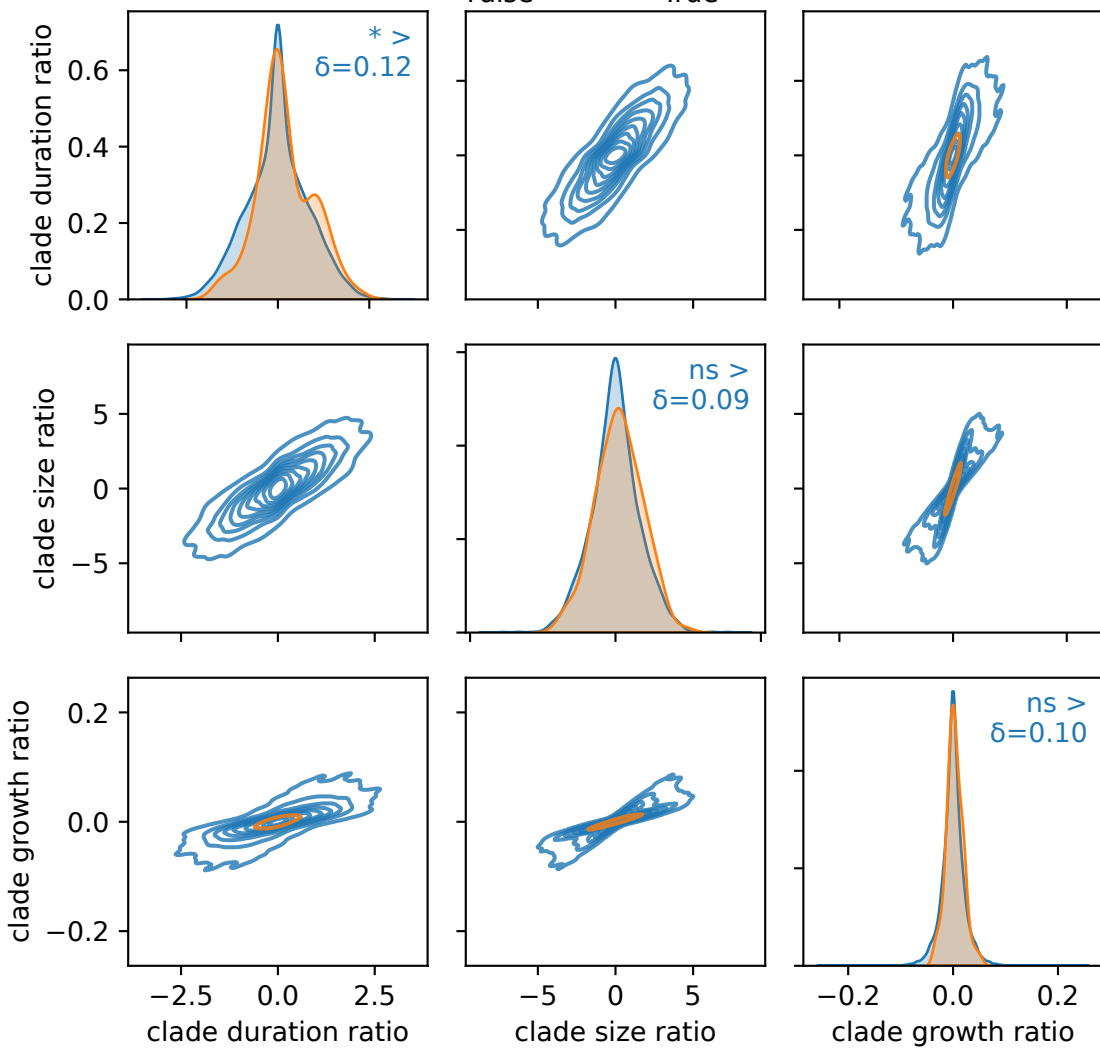 clade duration ratio
0.6
0.4
0.2
0.0
* >
δ=0.12
clade size ratio
5
0
−5
ns >
δ=0.09
clade growth ratio
0.2
0.0
−0.2
ns >
δ=0.10
−2.5 0.0 2.5
clade duration ratio
−5 0 5
clade size ratio
−0.2 0.0 0.2
clade growth ratio